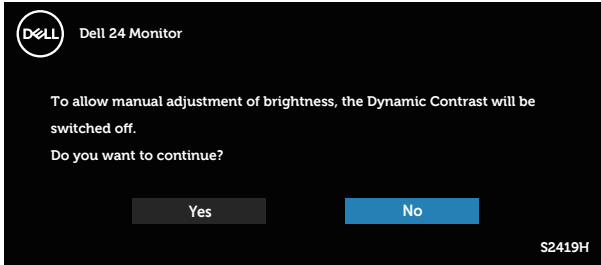 DELL
Dell 24 Monitor
To allow manual adjustment of brightness, the Dynamic Contrast will be
switched off.
Do you want to continue?
Yes
No
S2419H